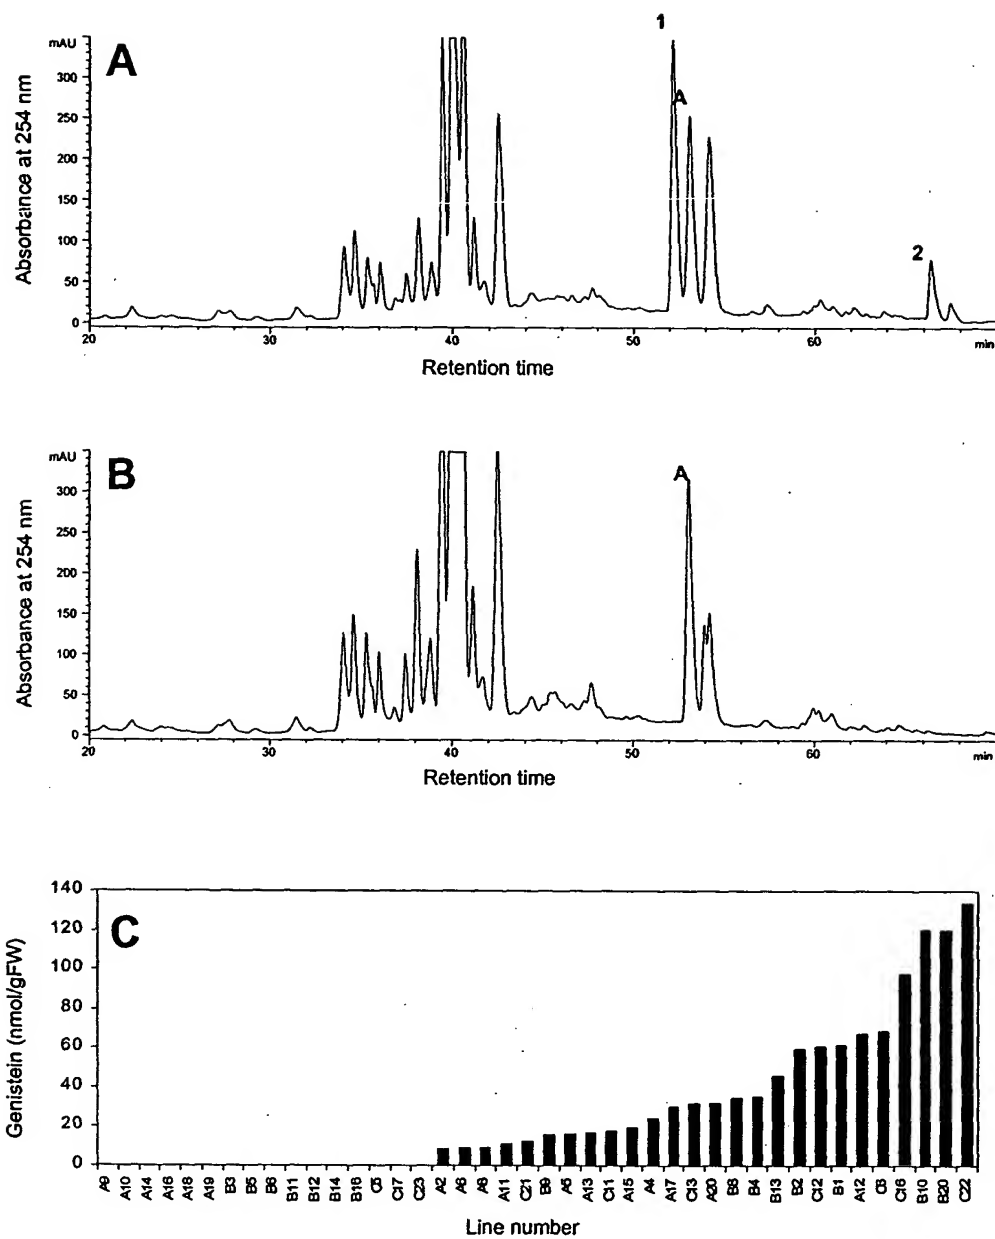 1
mAU
A
300
A
250
200
150
100
2
50
0
20 30 40 50 60 min
Absorbance at 254 nm
Retention time
mAU
B
A
300
250
200
150
100
50
0
20 30 40 50 60 min
Absorbance at 254 nm
Retention time
140
C
120
100
80
60
40
20
0
Genistein (nmol/gFW)
A9 A10 A14 A16 A18 A19 B3 B5 B6 B11 B12 B14 B16 C5 C17 C23 A2 A6 A8 A11 C21 B9 A5 A13 C11 A15 A4 A17 C13 A20 B8 B4 B13 B2 C12 B1 A12 C16 B10 B20 C22
Line number